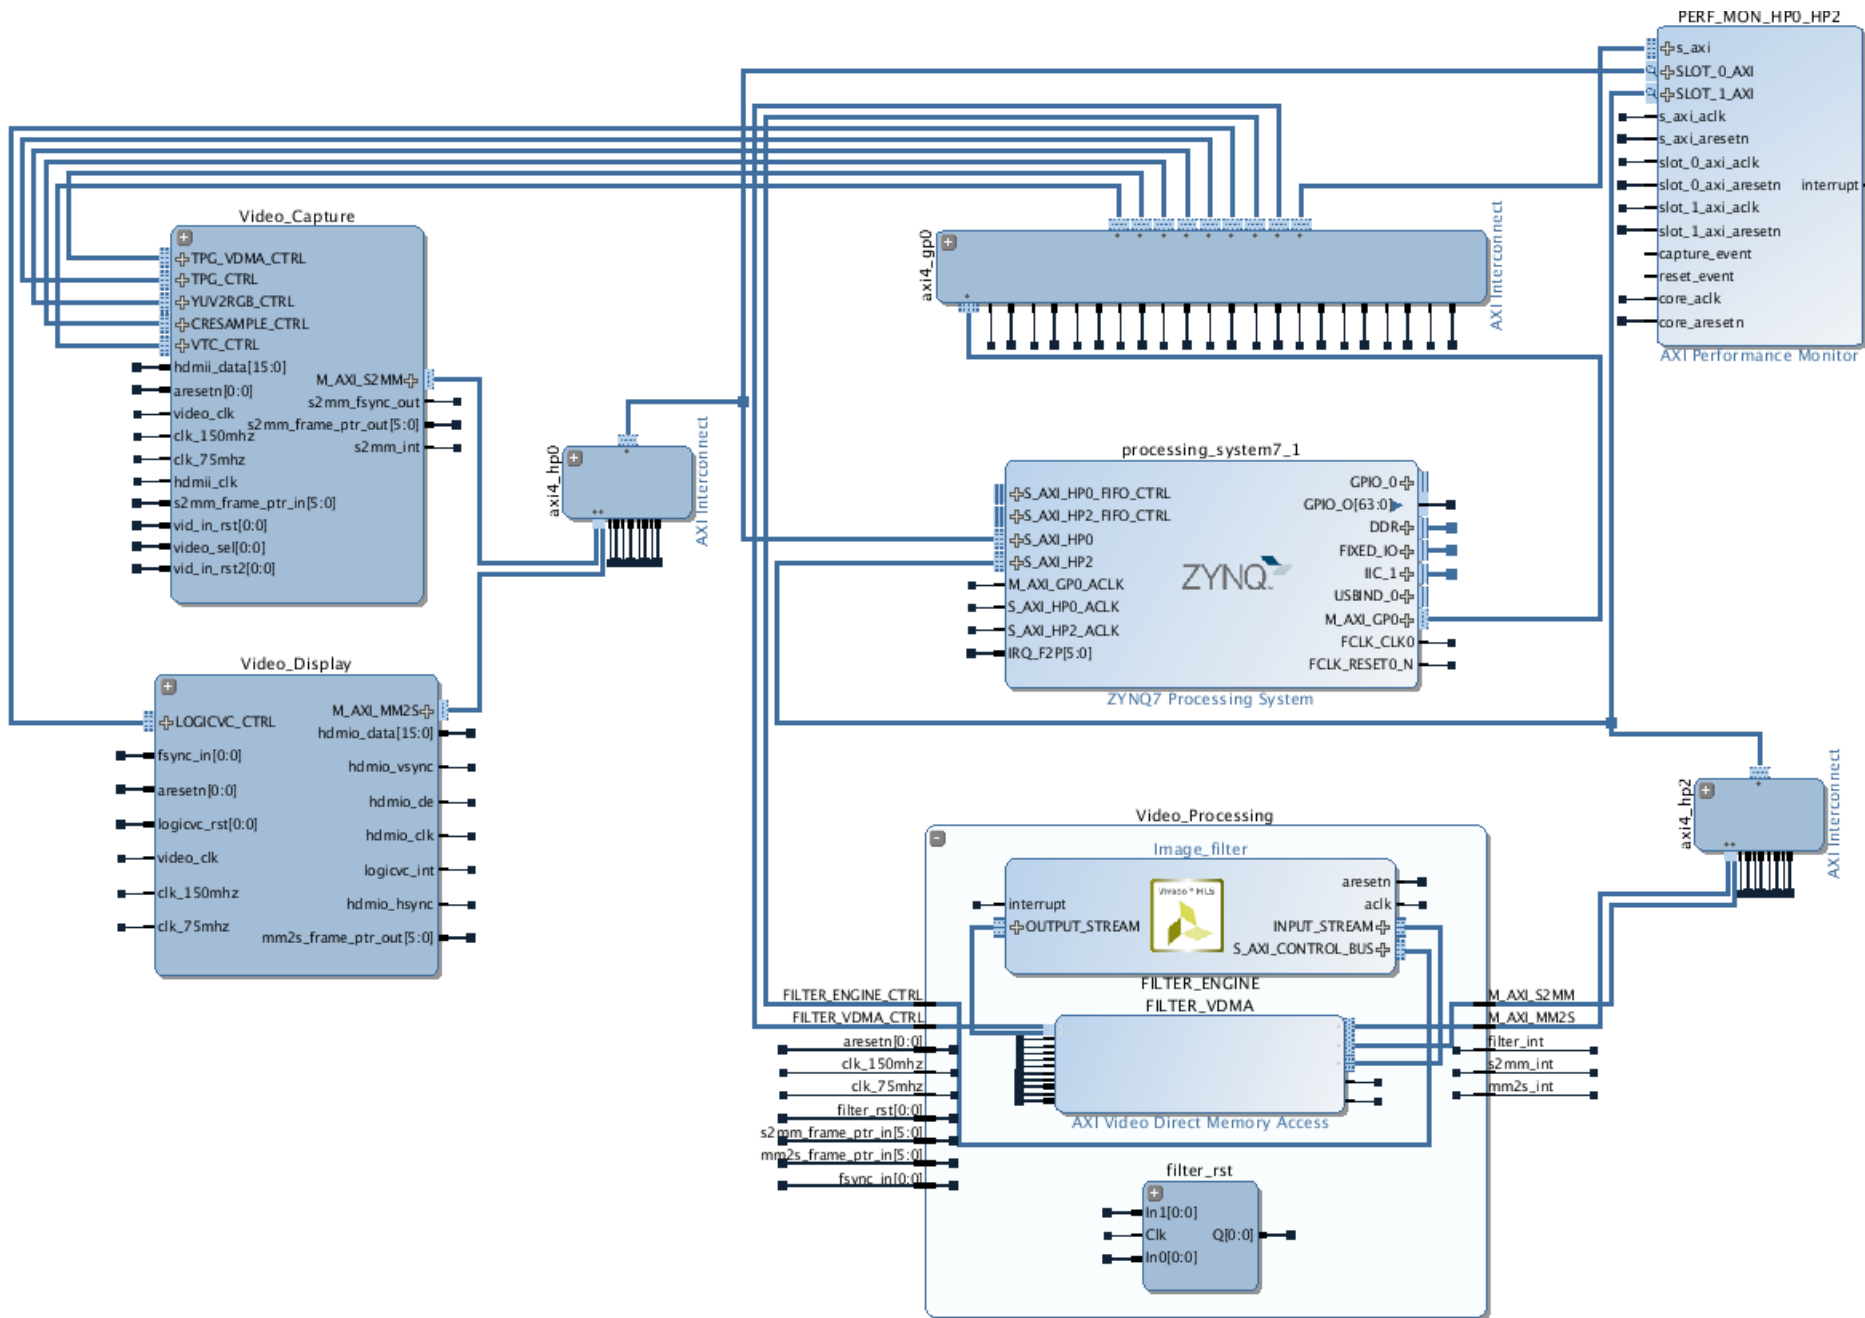 PERF_MON_HP0_HP2
s_axi
SLOT_0_AXI
SLOT_1_AXI
s_axi_aclk
s_axi_aresetn
slot_0_axi_aclk
slot_0_axi_aresetn
interrupt
slot_1_axi_aclk
slot_1_axi_aresetn
capture_event
reset_event
core_aclk
core_aresetn
AXI Performance Monitor
Video_Capture
TPG_VDMA_CTRL
TPG_CTRL
YUV2RGB_CTRL
CRESAMPLE_CTRL
VTC_CTRL
hdmii_data[15:0]
aresetn[0:0]
video_clk
clk_150mhz
clk_75mhz
hdmii_clk
s2mm_frame_ptr_in[5:0]
vid_in_rst[0:0]
video_sel[0:0]
vid_in_rst2[0:0]
M_AXI_S2MM
s2mm_fsync_out
s2mm_frame_ptr_out[5:0]
s2mm_int
axi4_hp0
AXI Interconnect
axi4_gp0
AXI Interconnect
processing_system7_1
S_AXI_HP0_FIFO_CTRL
S_AXI_HP2_FIFO_CTRL
S_AXI_HP0
S_AXI_HP2
M_AXI_GP0_ACLK
S_AXI_HP0_ACLK
S_AXI_HP2_ACLK
IRQ_F2P[5:0]
ZYNQ
GPIO_0
GPIO_O[63:0]
DDR
FIXED_IO
IIC_1
USBIND_0
M_AXI_GP0
FCLK_CLK0
FCLK_RESET0_N
ZYNQ7 Processing System
Video_Display
LOGICVC_CTRL
fsync_in[0:0]
aresetn[0:0]
logicvc_rst[0:0]
video_clk
clk_150mhz
clk_75mhz
M_AXI_MM2S
hdmio_data[15:0]
hdmio_vsync
hdmio_de
hdmio_clk
logicvc_int
hdmio_hsync
mm2s_frame_ptr_out[5:0]
axi4_hp2
AXI Interconnect
Video_Processing
Image_filter
interrupt
OUTPUT_STREAM
Vivado™ HLS
aresetn
aclk
INPUT_STREAM
S_AXI_CONTROL_BUS
FILTER_ENGINE
FILTER_VDMA
AXI Video Direct Memory Access
FILTER_ENGINE_CTRL
FILTER_VDMA_CTRL
aresetn[0:0]
clk_150mhz
clk_75mhz
filter_rst[0:0]
s2mm_frame_ptr_in[5:0]
mm2s_frame_ptr_in[5:0]
fsync_in[0:0]
M_AXI_S2MM
M_AXI_MM2S
filter_int
s2mm_int
mm2s_int
filter_rst
In1[0:0]
Clk
In0[0:0]
Q[0:0]